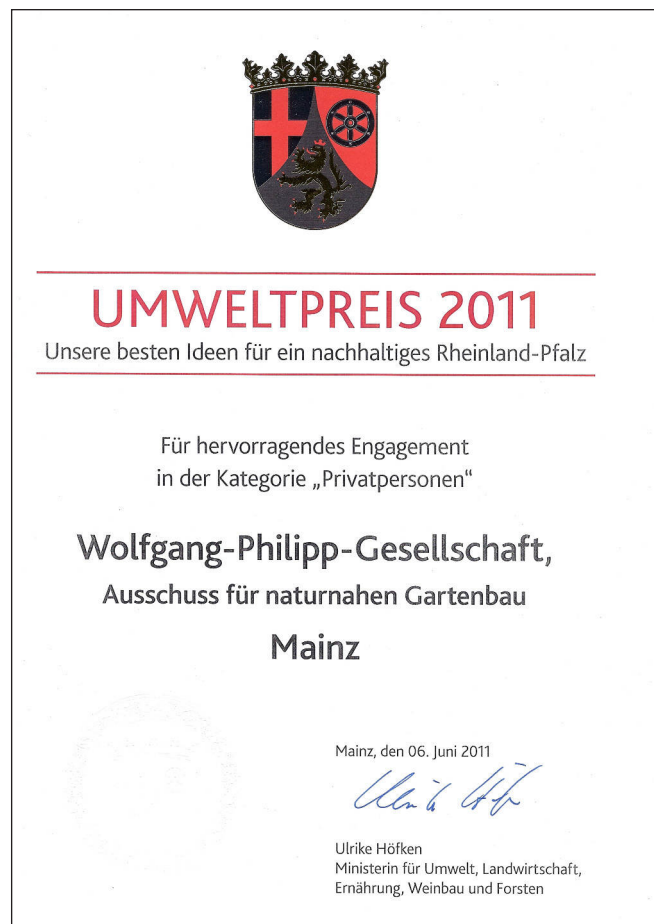 UMWELTPREIS 2011
Unsere besten Ideen für ein nachhaltiges Rheinland-Pfalz
Für hervorragendes Engagement
in der Kategorie „Privatpersonen“
Wolfgang-Philipp-Gesellschaft,
Ausschuss für naturnahen Gartenbau
Mainz
Mainz, den 06. Juni 2011
Ulrike Höfken
Ulrike Höfken
Ministerin für Umwelt, Landwirtschaft,
Ernährung, Weinbau und Forsten